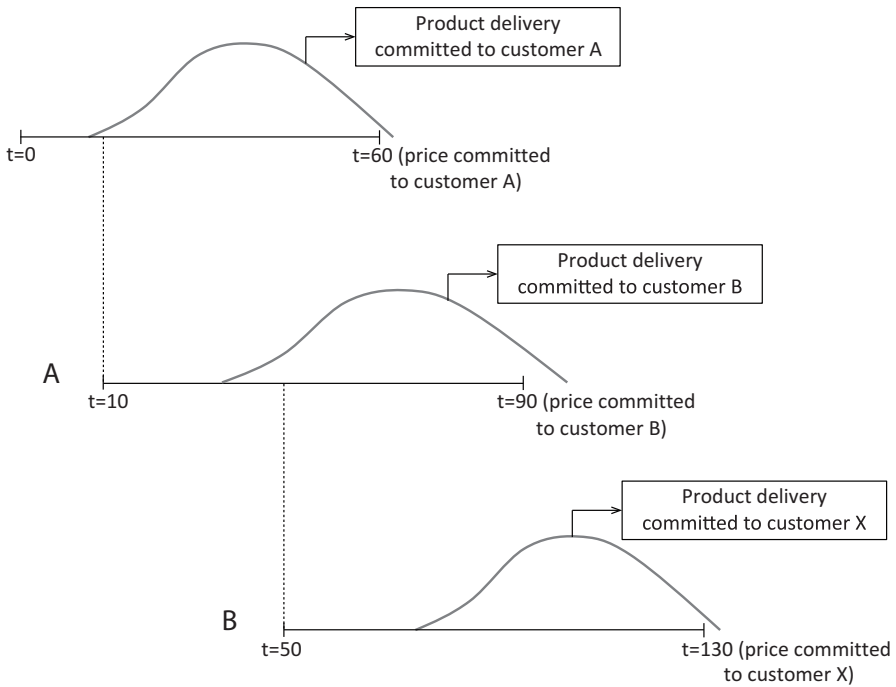 Product delivery
committed to customer A
t=0
t=60 (price committed
to customer A)
Product delivery
committed to customer B
A
t=10
t=90 (price committed
to customer B)
Product delivery
committed to customer X
B
t=50
t=130 (price committed
to customer X)